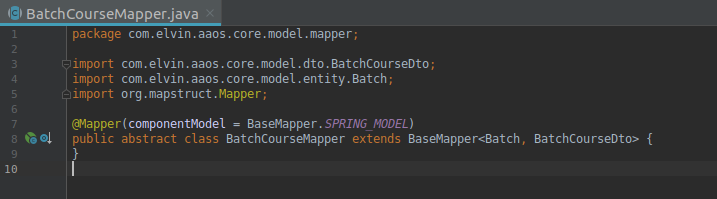 BatchCourseMapper.java
1 package com.elvin.aaos.core.model.mapper;
2
3 import com.elvin.aaos.core.model.dto.BatchCourseDto;
4 import com.elvin.aaos.core.model.entity.Batch;
5 import org.mapstruct.Mapper;
6
7 @Mapper(componentModel = BaseMapper.SPRING_MODEL)
8 public abstract class BatchCourseMapper extends BaseMapper<Batch, BatchCourseDto> {
9 }
10